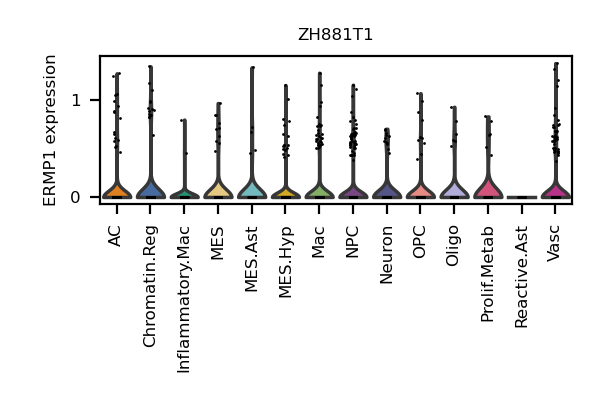 ZH881T1
ERMP1 expression
1
0
AC
Chromatin.Reg
Inflammatory.Mac
MES
MES.Ast
MES.Hyp
Mac
NPC
Neuron
OPC
Oligo
Prolif.Metab
Reactive.Ast
Vasc